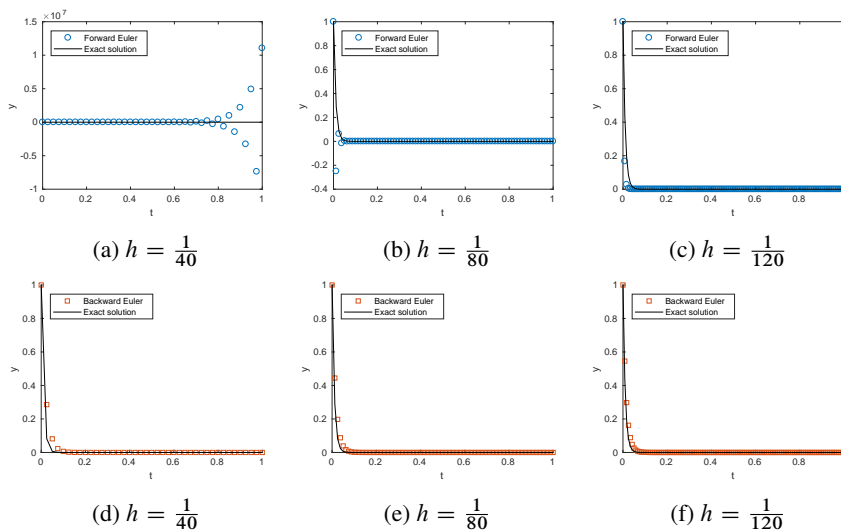 ×10⁷
1.5
1
0.5
0
-0.5
-1
y
Forward Euler
Exact solution
0 0.2 0.4 0.6 0.8 1
t
(a) h = 1/40
1
0.8
0.6
0.4
0.2
0
-0.2
-0.4
y
Forward Euler
Exact solution
0 0.2 0.4 0.6 0.8 1
t
(b) h = 1/80
1
0.8
0.6
0.4
0.2
0
y
Forward Euler
Exact solution
0 0.2 0.4 0.6 0.8
t
(c) h = 1/120
1
0.8
0.6
0.4
0.2
0
y
Backward Euler
Exact solution
0 0.2 0.4 0.6 0.8 1
t
(d) h = 1/40
1
0.8
0.6
0.4
0.2
0
y
Backward Euler
Exact solution
0 0.2 0.4 0.6 0.8 1
t
(e) h = 1/80
1
0.8
0.6
0.4
0.2
0
y
Backward Euler
Exact solution
0 0.2 0.4 0.6 0.8
t
(f) h = 1/120